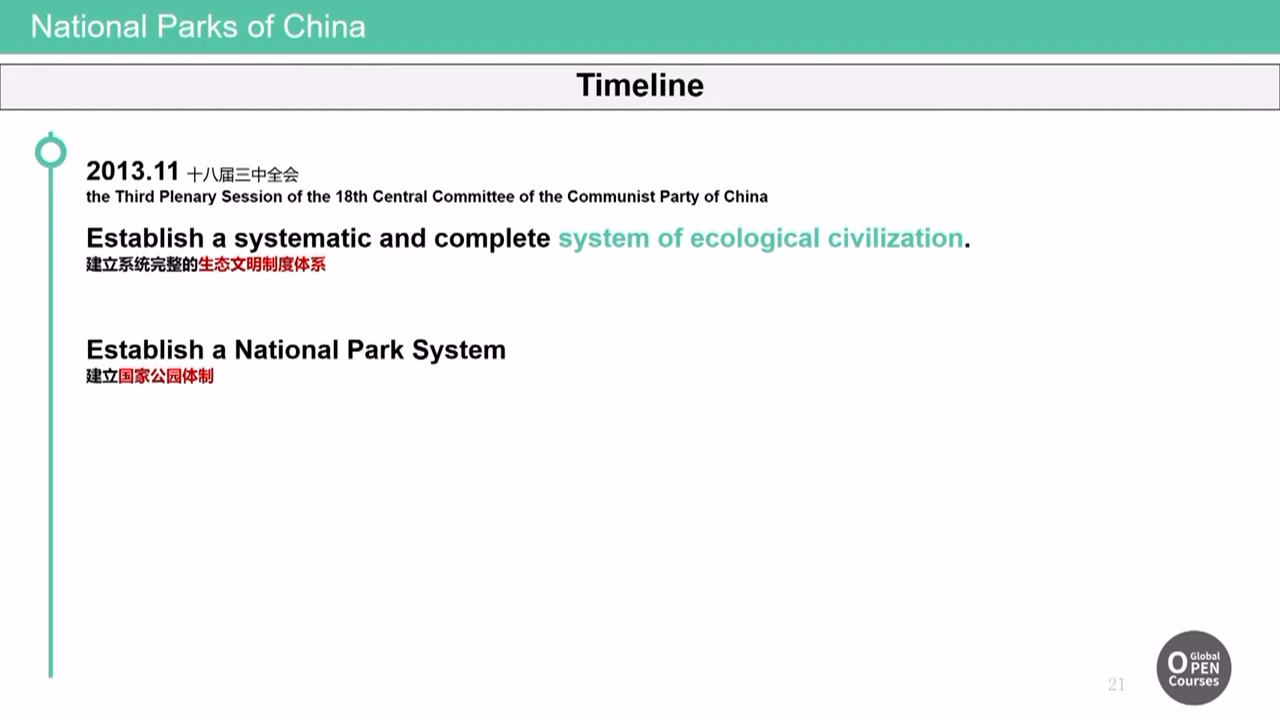 National Parks of China
Timeline
2013.11 十八届三中全会
the Third Plenary Session of the 18th Central Committee of the Communist Party of China
Establish a systematic and complete system of ecological civilization.
建立系统完整的生态文明制度体系
Establish a National Park System
建立国家公园体制
21
Global
OPEN
Courses